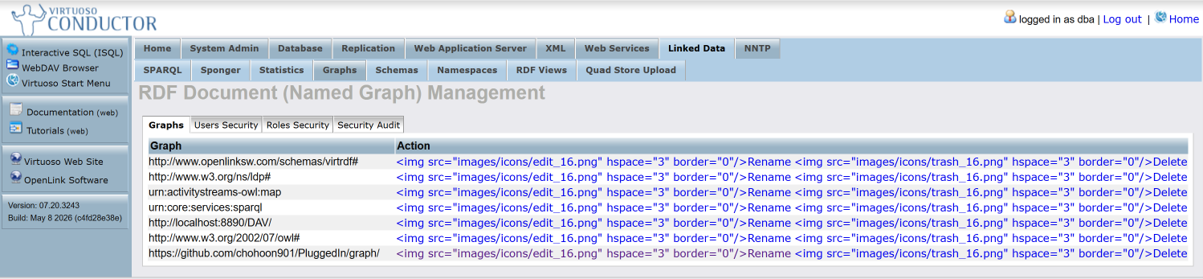 VIRTUOSO
CONDUCTOR
logged in as dba | Log out | Home
Interactive SQL (ISQL)
WebDAV Browser
Virtuoso Start Menu
Documentation (web)
Tutorials (web)
Virtuoso Web Site
OpenLink Software
Version: 07.20.3243
Build: May 8 2026 (c4fd28e38e)
Home System Admin Database Replication Web Application Server XML Web Services Linked Data NNTP
SPARQL Sponger Statistics Graphs Schemas Namespaces RDF Views Quad Store Upload
RDF Document (Named Graph) Management
Graphs Users Security Roles Security Security Audit
Graph Action
http://www.openlinksw.com/schemas/virtrdf# <img src="images/icons/edit_16.png" hspace="3" border="0"/>Rename <img src="images/icons/trash_16.png" hspace="3" border="0"/>Delete
http://www.w3.org/ns/ldp# <img src="images/icons/edit_16.png" hspace="3" border="0"/>Rename <img src="images/icons/trash_16.png" hspace="3" border="0"/>Delete
urn:activitystreams-owl:map <img src="images/icons/edit_16.png" hspace="3" border="0"/>Rename <img src="images/icons/trash_16.png" hspace="3" border="0"/>Delete
urn:core:services:sparql <img src="images/icons/edit_16.png" hspace="3" border="0"/>Rename <img src="images/icons/trash_16.png" hspace="3" border="0"/>Delete
http://localhost:8890/DAV/ <img src="images/icons/edit_16.png" hspace="3" border="0"/>Rename <img src="images/icons/trash_16.png" hspace="3" border="0"/>Delete
http://www.w3.org/2002/07/owl# <img src="images/icons/edit_16.png" hspace="3" border="0"/>Rename <img src="images/icons/trash_16.png" hspace="3" border="0"/>Delete
https://github.com/chohoon901/PluggedIn/graph/ <img src="images/icons/edit_16.png" hspace="3" border="0"/>Rename <img src="images/icons/trash_16.png" hspace="3" border="0"/>Delete